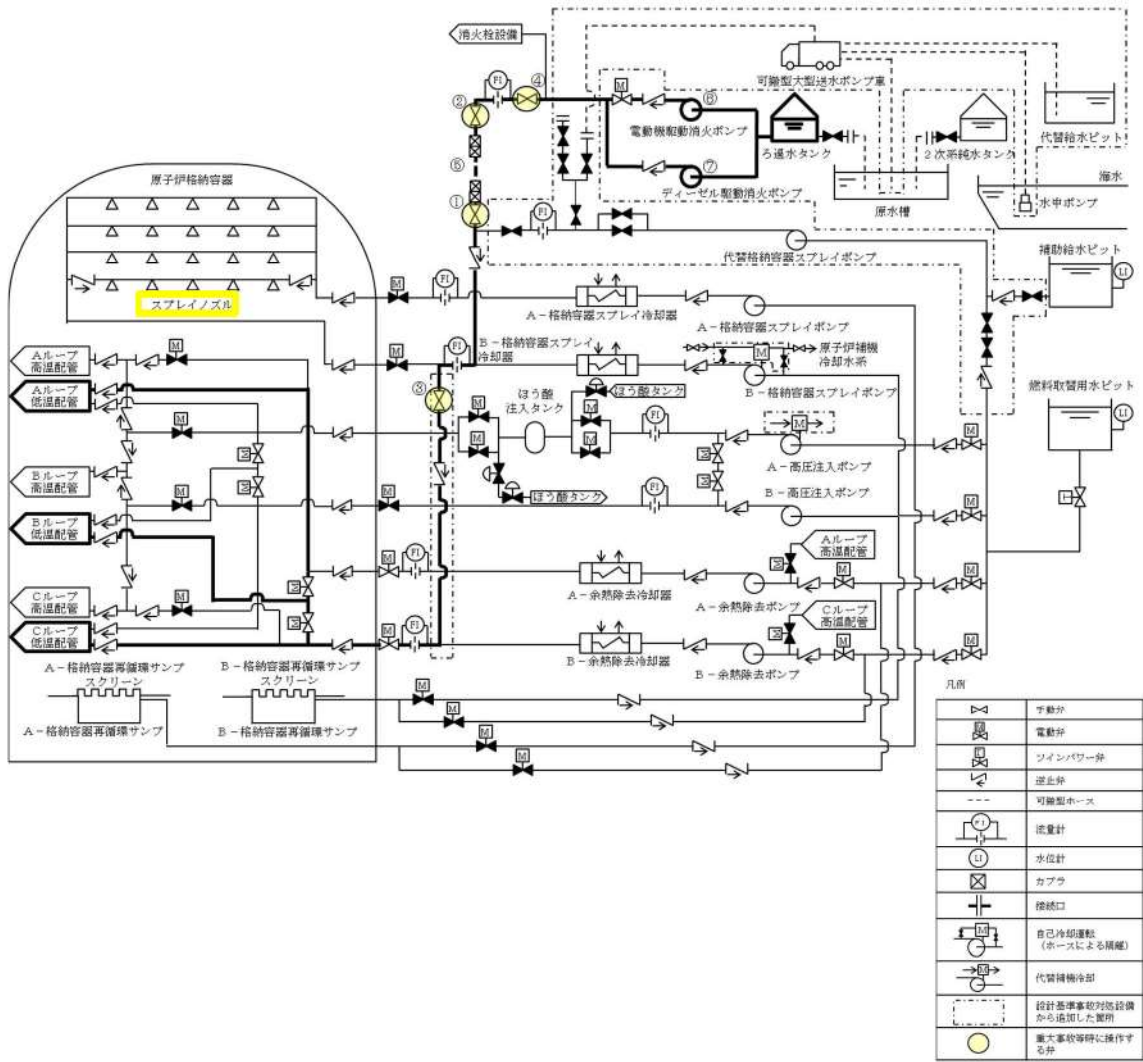 消火栓設備
FI
④
M
②
⑥
可搬型大型送水ポンプ車
電動機駆動消火ポンプ
ろ過水タンク
2次系純水タンク
代替給水ピット
⑤
⑦
ディーゼル駆動消火ポンプ
原水槽
海水
水中ポンプ
①
FI
代替格納容器スプレイポンプ
補助給水ピット
LI
原子炉格納容器
スプレイノズル
M
FI
A-格納容器スプレイ冷却器
A-格納容器スプレイポンプ
M
FI
B-格納容器スプレイ
冷却器
M
原子炉補機
冷却水系
B-格納容器スプレイポンプ
燃料取替用水ピット
LI
Aループ
高温配管
M
Aループ
低温配管
③
ほう酸
注入タンク
ほう酸タンク
M
M
M
M
M
FI
M
M
A-高圧注入ポンプ
M
Bループ
高温配管
M
M
ほう酸タンク
M
M
M
FI
B-高圧注入ポンプ
M
Bループ
低温配管
Aループ
高温配管
M
FI
M
M
M
A-余熱除去冷却器
A-余熱除去ポンプ
M
Cループ
高温配管
M
Cループ
高温配管
M
Cループ
低温配管
M
FI
M
M
M
B-余熱除去冷却器
B-余熱除去ポンプ
A-格納容器再循環サンプ
スクリーン
B-格納容器再循環サンプ
スクリーン
A-格納容器再循環サンプ
B-格納容器再循環サンプ
M
M
M
M
凡例
手動弁
M
電動弁
ツインパワー弁
逆止弁
可搬型ホース
FI
流量計
LI
水位計
カプラ
接続口
M
自己冷却運転
(ホースによる隔離)
M
代替補機冷却
設計基準事故対処設備
から追加した箇所
重大事故等時に操作す
る弁